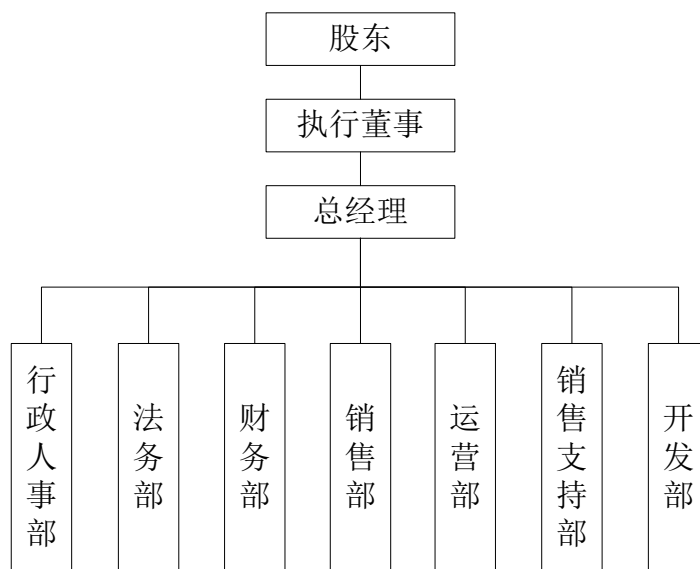 股东
执行董事
总经理
行政人事部
法务部
财务部
销售部
运营部
销售支持部
开发部